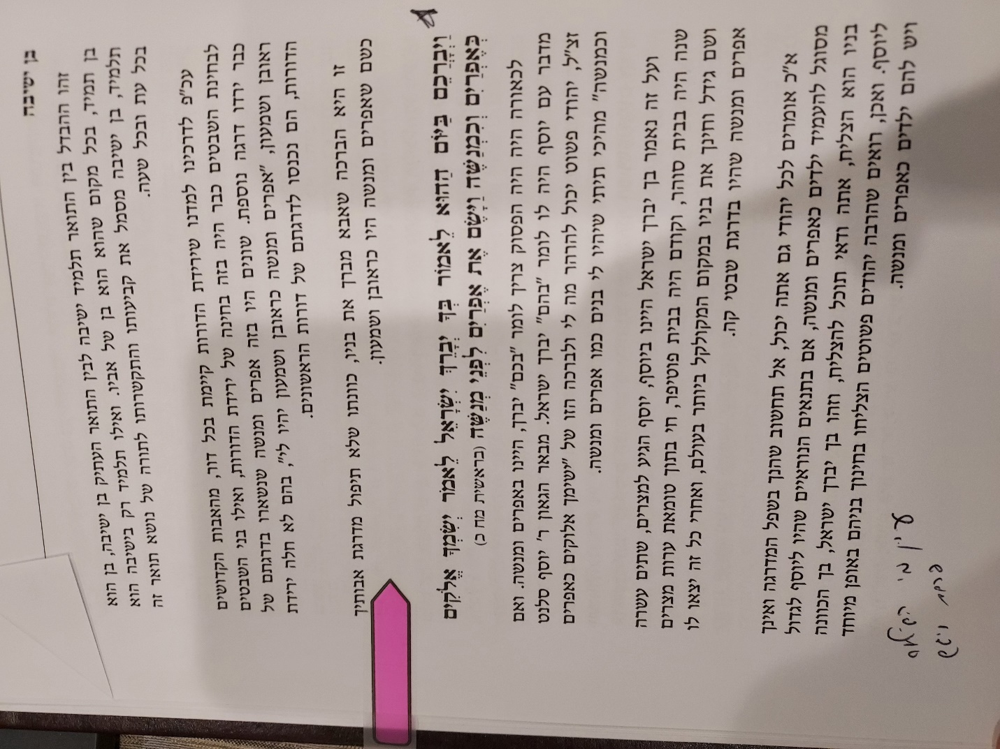 בן ישיבה
זהו ההבדל בין התואר תלמיד ישיבה לבין התואר העתיק בן ישיבה, בן הוא
בן תמיד, בכל מקום שהוא הוא בן של אביו. ואילו תלמיד רק בישיבה הוא
תלמיד, בן ישיבה מסמל את קביעותו והתקשרותו לתורה של נושא תואר זה
בכל עת ובכל שעה.
עכ"פ לדרכינו למדנו שירידת הדורות קיימת בכל דור, מהאבות הקדושים
לבחינת השבטים כבר היה בזה בחינה של ירידת הדורות, ואילו בני השבטים
כבר ירדו דרגה נוספת. שונים היו בזה אפרים ומנשה שנשארו בדרגתם של
ראובן ושמעון, "אפרים ומנשה כראובן ושמעון יהיו לי", בהם לא חלה ירידת
הדורות, הם נכנסו לדרגתם של דורות הראשונים.
זו היא הברכה שאבא מברך את בניו, כוונתו שלא תיפול מדרגת אבותיך
כשם שאפרים ומנשה היו כראובן ושמעון.
וַיְבָרְכֵם בַּיּוֹם הַהוּא לֵאמוֹר בְּךָ יְבָרֵךְ יִשְׂרָאֵל לֵאמֹר יְשִׂמְךָ אֱלֹקִים
כְּאֶפְרַיִם וְכִמְנַשֶּׁה וַיָּשֶׂם אֶת אֶפְרַיִם לִפְנֵי מְנַשֶּׁה (בראשית מח כ)
לכאורה היה היה הפסוק צריך לומר "בכם" יברך, היינו באפרים ומנשה. ואם
מדבר עם יוסף היה לו לומר "בהם" יברך ישראל. מבאר הגאון ר' יוסף סלנט
זצ"ל, יהודי פשוט יכול להרהר מה לי ולברכה הזו של "ישימך אלוקים כאפרים
וכמנשה" מהיכי תיתי שיהיו לי בנים כמו אפרים ומנשה.
ועל זה נאמר בך יברך ישראל היינו ביוסף, יוסף הגיע למצרים, שתים עשרה
שנה היה בבית סוהר, וקודם היה בבית פוטיפר, חי בתוך טומאת ערות מצרים
ושם גידל וחינך את בניו במקום המקולקל ביותר בעולם, ואחרי כל זה יצאו לו
אפרים ומנשה שהיו בדרגת שבטי קה.
א"כ אומרים לכל יהודי גם אתה יכול, אל תחשוב שהנך בשפל המדרגה ואינך
מסוגל להעמיד ילדים כאפרים ומנשה, אם בתנאים הנוראיים שהיו ליוסף לגדול
בניו הוא הצליח, אתה ודאי תוכל להצליח, וזהו בך יברך ישראל, בך הכוונה
ליוסף. ואכן, רואים שהרבה יהודים פשוטים הצליחו בחינוך בניהם באופן מיוחד
ויש להם ילדים כאפרים ומנשה.